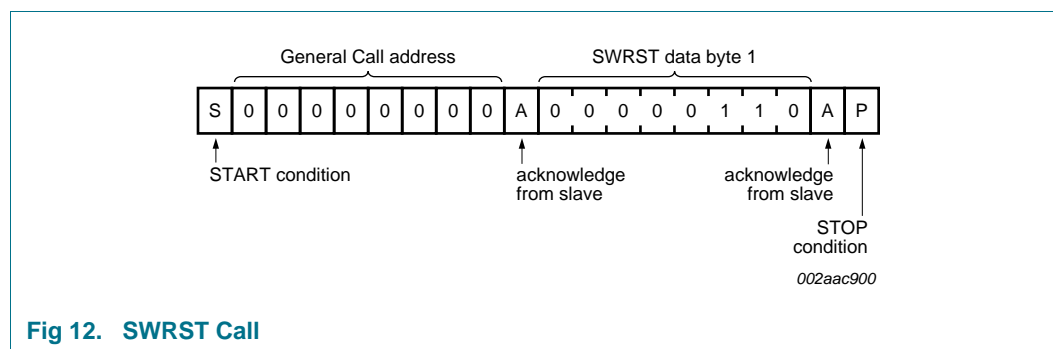 General Call address SWRST data byte 1
S 0 0 0 0 0 0 0 0 A 0 0 0 0 0 1 1 0 A P
START condition acknowledge acknowledge
from slave from slave
STOP
condition
002aac900
Fig 12. SWRST Call